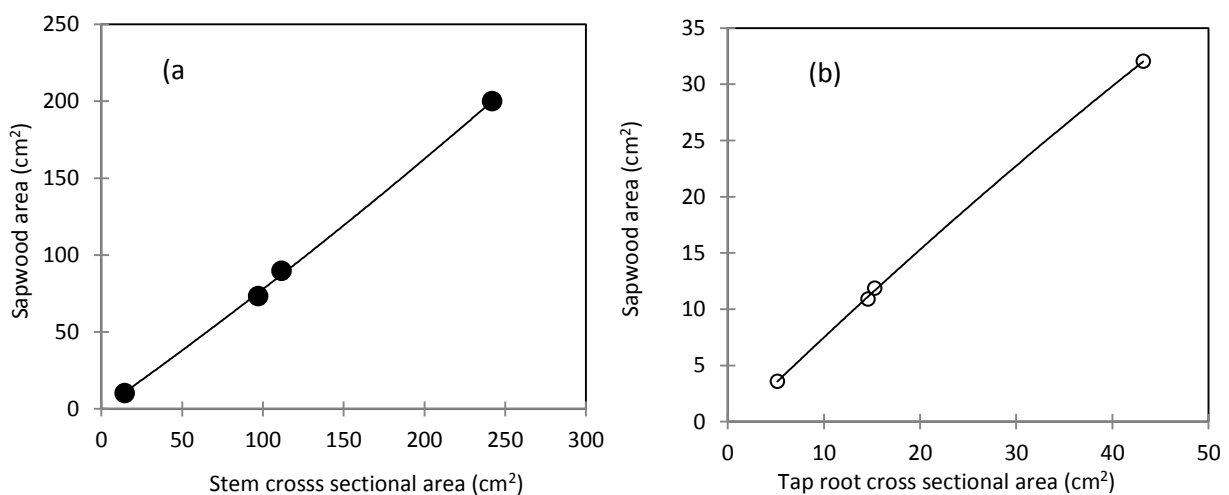 250
200
150
100
50
0
Sapwood area (cm²)
(a
0 50 100 150 200 250 300
Stem crosss sectional area (cm²)
35
30
25
20
15
10
5
0
Sapwood area (cm²)
(b)
0 10 20 30 40 50
Tap root cross sectional area (cm²)